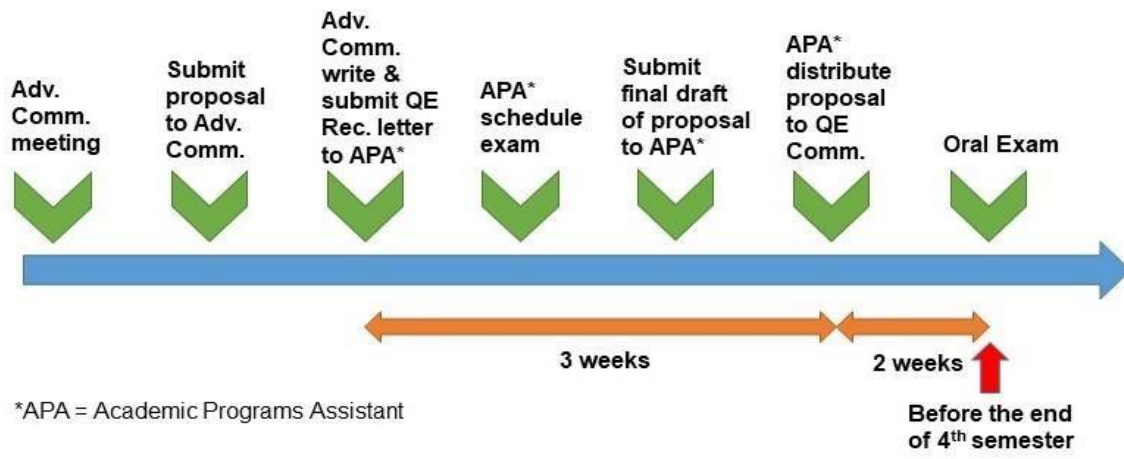 Adv.
Comm.
meeting
Submit
proposal
to Adv.
Comm.
Adv.
Comm.
write &
submit QE
Rec. letter
to APA*
APA*
schedule
exam
Submit
final draft
of proposal
to APA*
APA*
distribute
proposal
to QE
Comm.
Oral Exam
3 weeks
2 weeks
Before the end
of 4th semester
*APA = Academic Programs Assistant